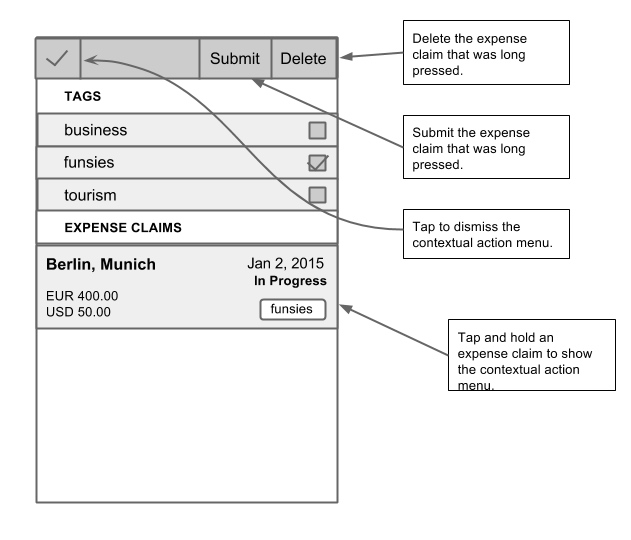 Submit
Delete
TAGS
business
funsies
tourism
EXPENSE CLAIMS
Berlin, Munich
Jan 2, 2015
In Progress
EUR 400.00
USD 50.00
funsies
Delete the expense
claim that was long
pressed.
Submit the expense
claim that was long
pressed.
Tap to dismiss the
contextual action menu.
Tap and hold an
expense claim to show
the contextual action
menu.